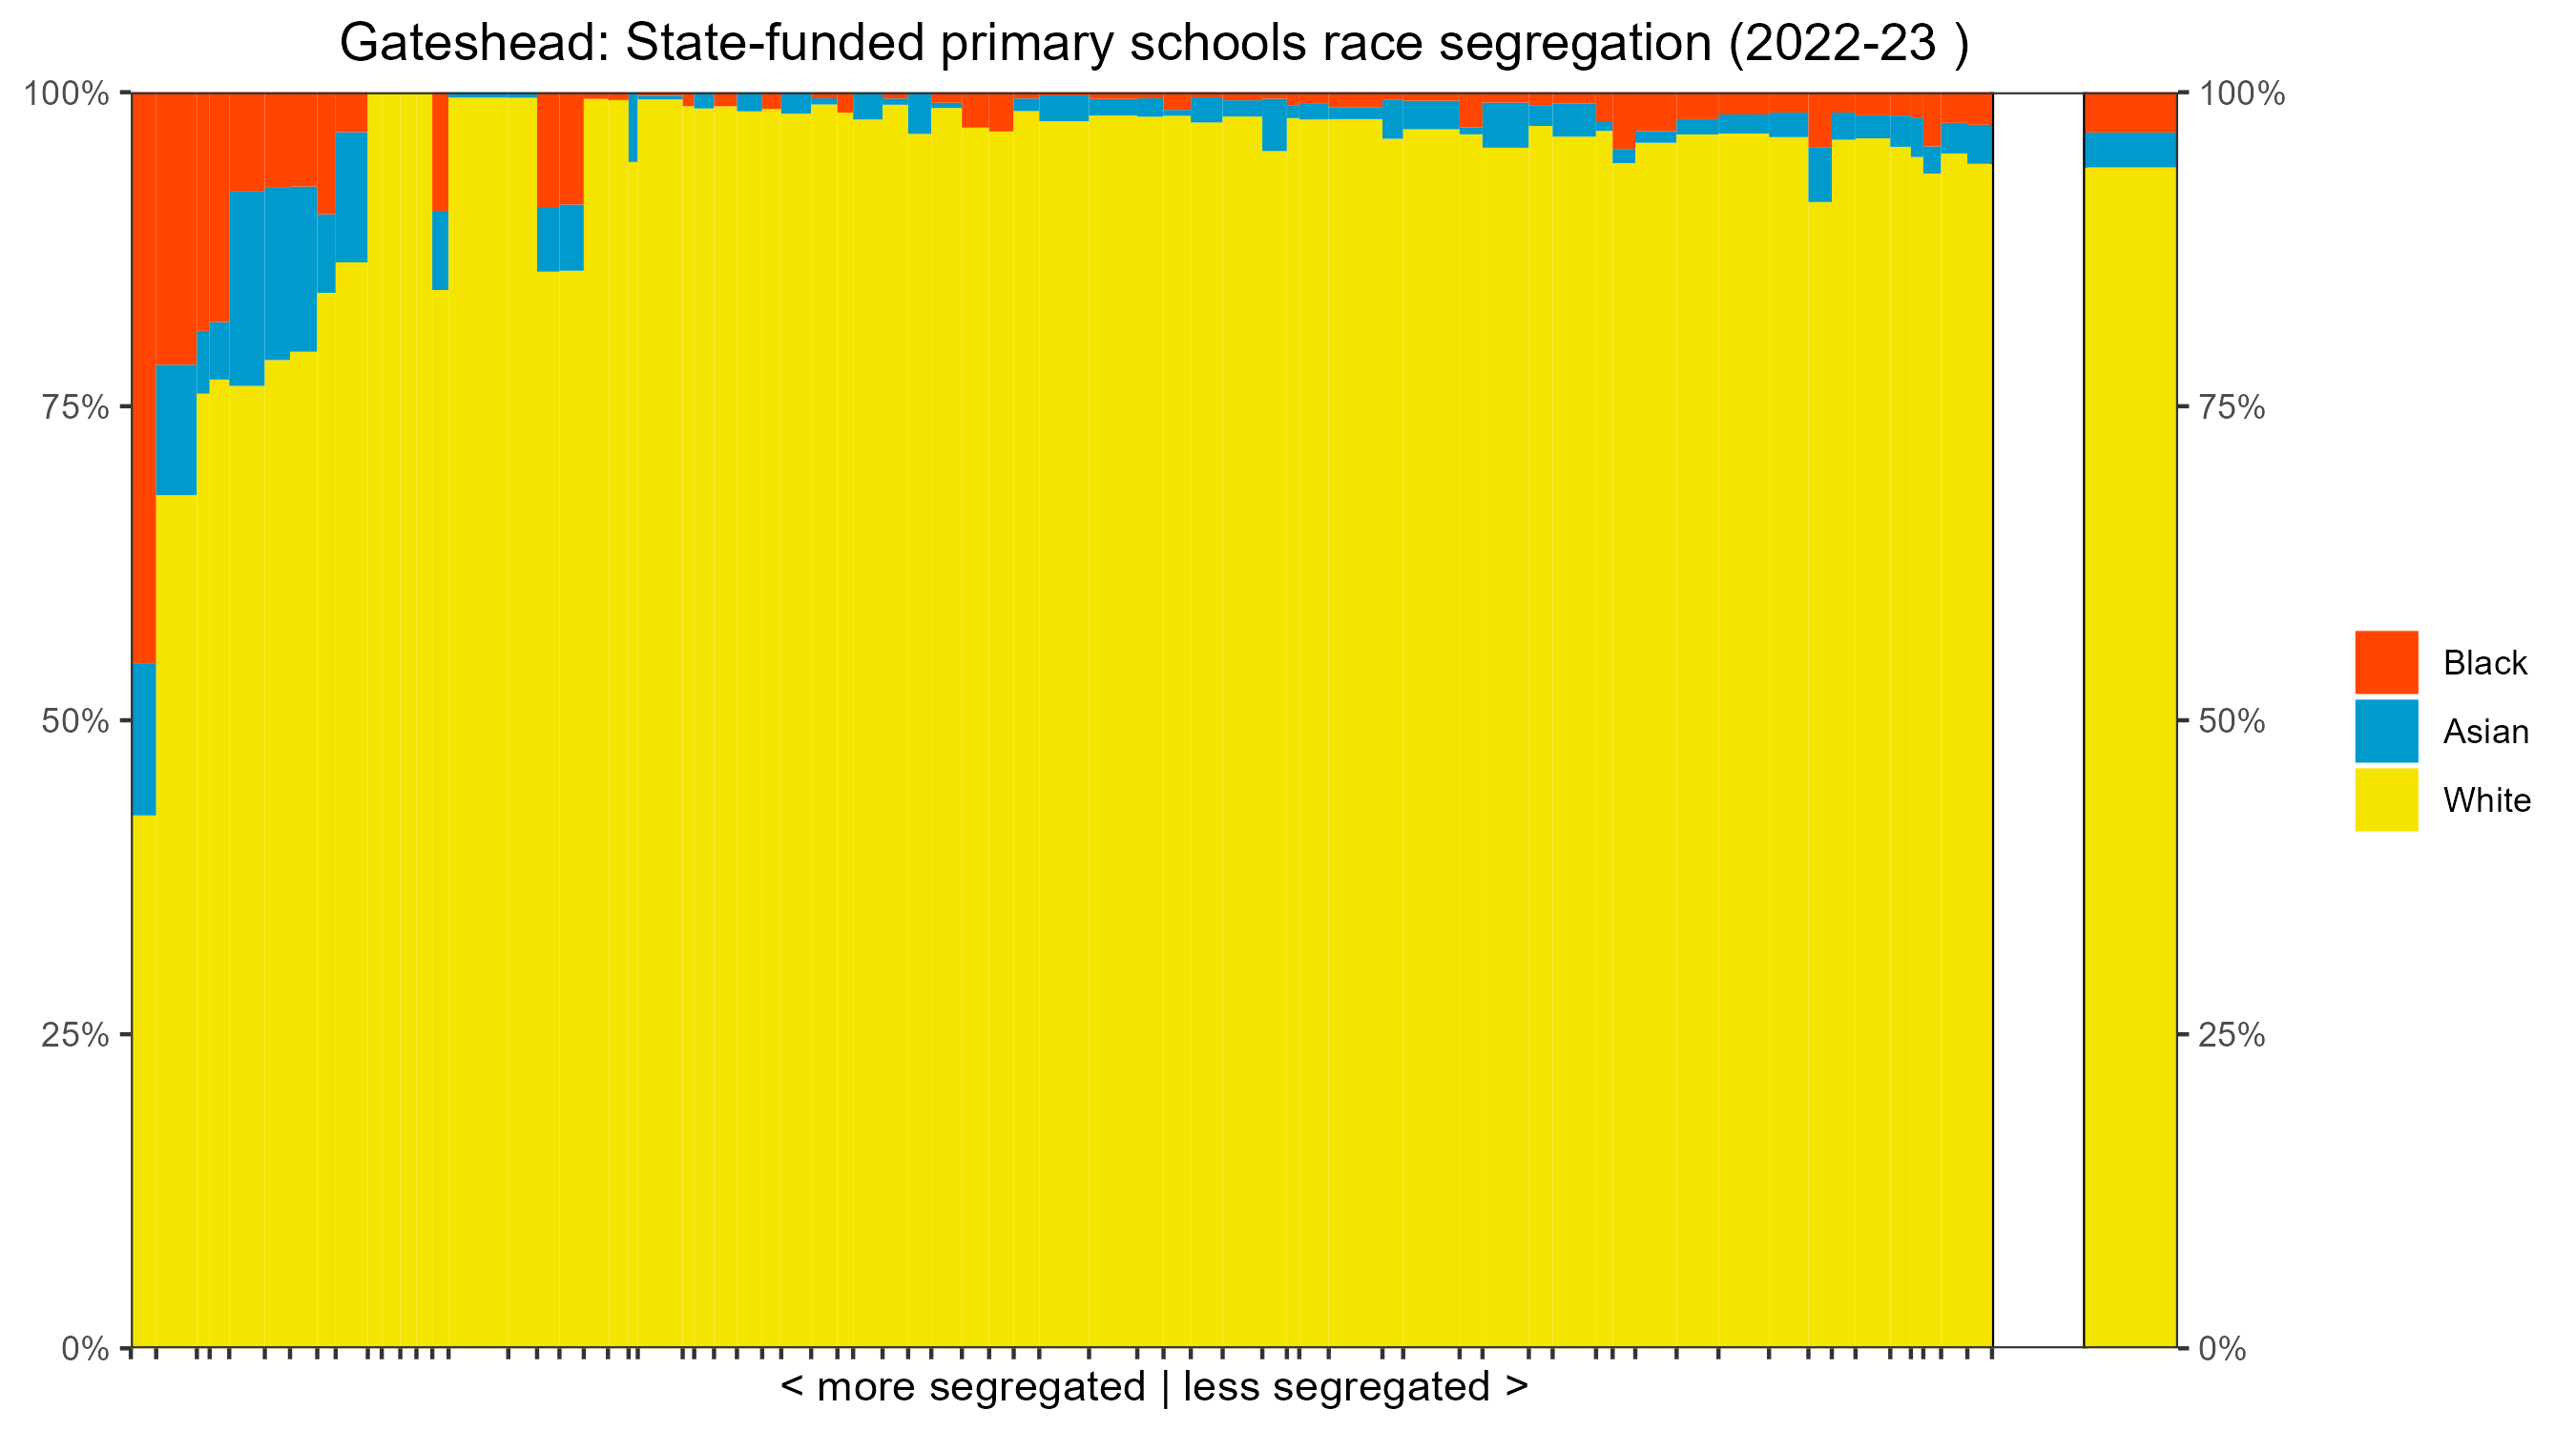 Gateshead: State-funded primary schools race segregation (2022-23 )
100%
75%
50%
25%
0%
100%
75%
50%
25%
0%
Black
Asian
White
< more segregated | less segregated >